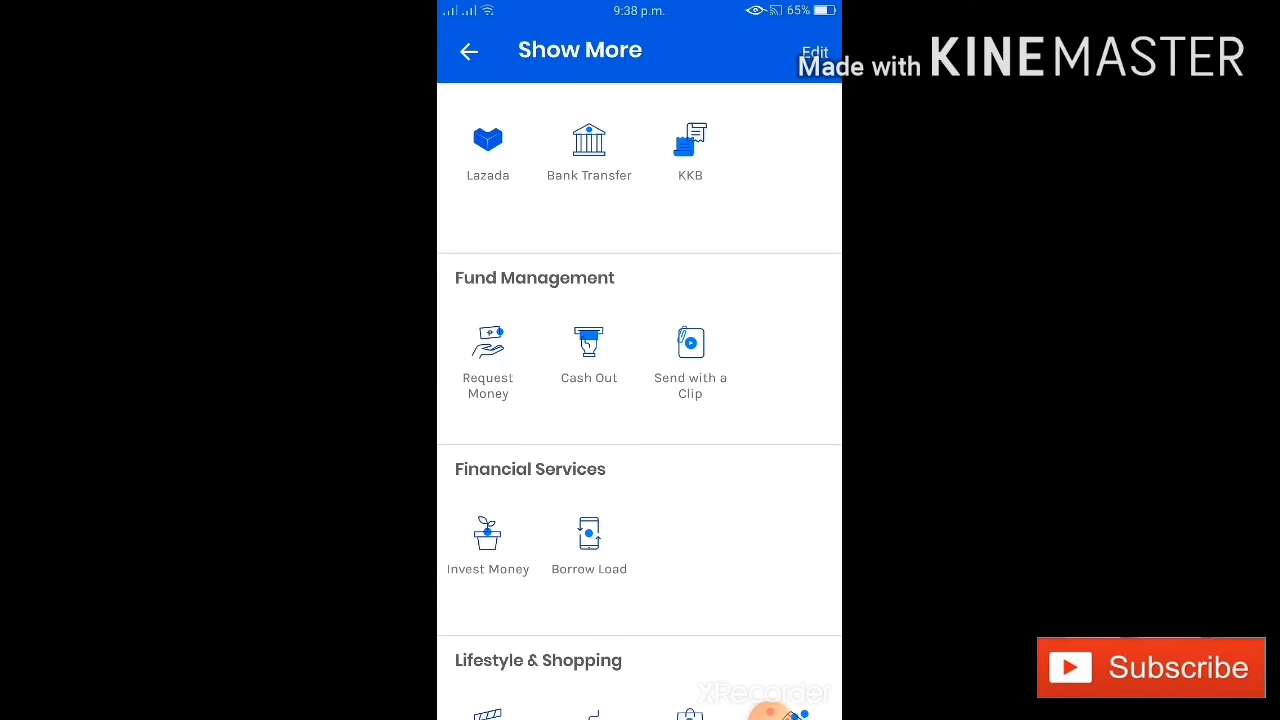 9:38 p.m.
65%
Show More
Edit
Made with KINEMASTER
Lazada
Bank Transfer
KKB
Fund Management
Request
Money
Cash Out
Send with a
Clip
Financial Services
Invest Money
Borrow Load
Lifestyle & Shopping
XRecorder
Subscribe